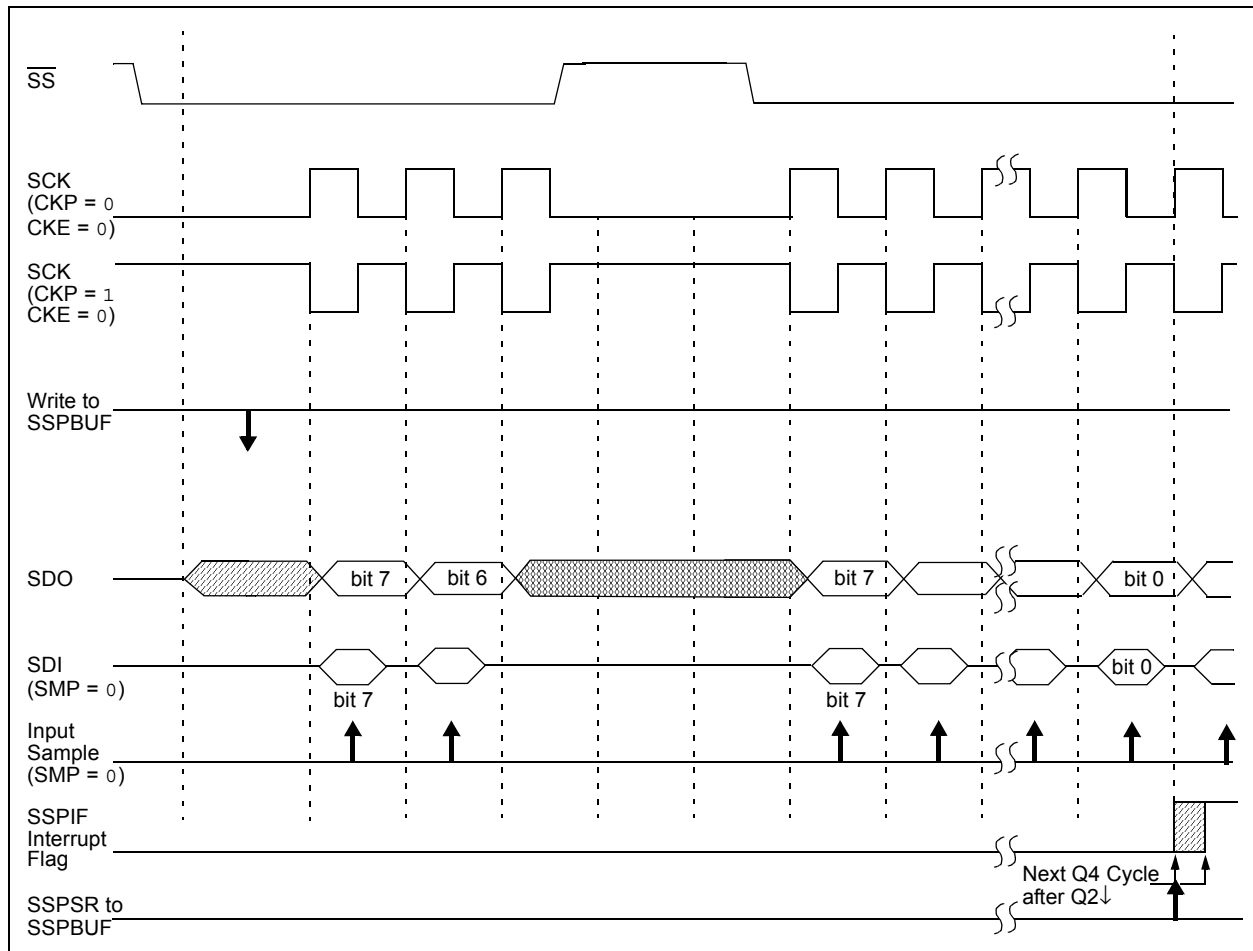 SS
SCK
(CKP = 0
CKE = 0)
SCK
(CKP = 1
CKE = 0)
Write to
SSPBUF
SDO
bit 7
bit 6
bit 7
bit 0
SDI
(SMP = 0)
bit 0
bit 7
bit 7
Input
Sample
(SMP = 0)
SSPIF
Interrupt
Flag
Next Q4 Cycle
after Q2↓
SSPSR to
SSPBUF